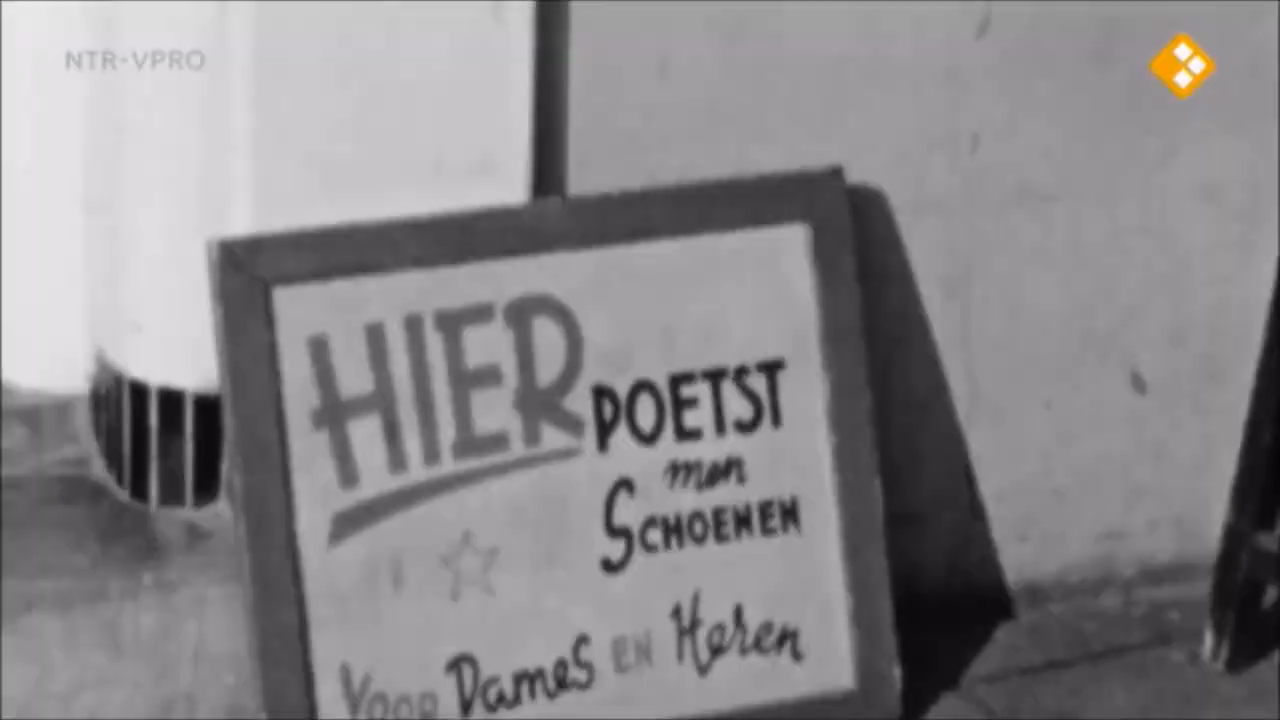 NTR-VPRO
HIER POETST
men
SCHOENEN
Voor Dames EN Heren